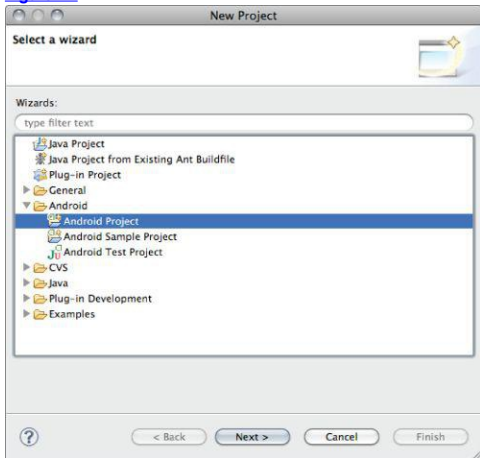 New Project
Select a wizard
Wizards:
type filter text
Java Project
Java Project from Existing Ant Buildfile
Plug-in Project
General
Android
Android Project
Android Sample Project
Android Test Project
CVS
Java
Plug-in Development
Examples
?
< Back
Next >
Cancel
Finish